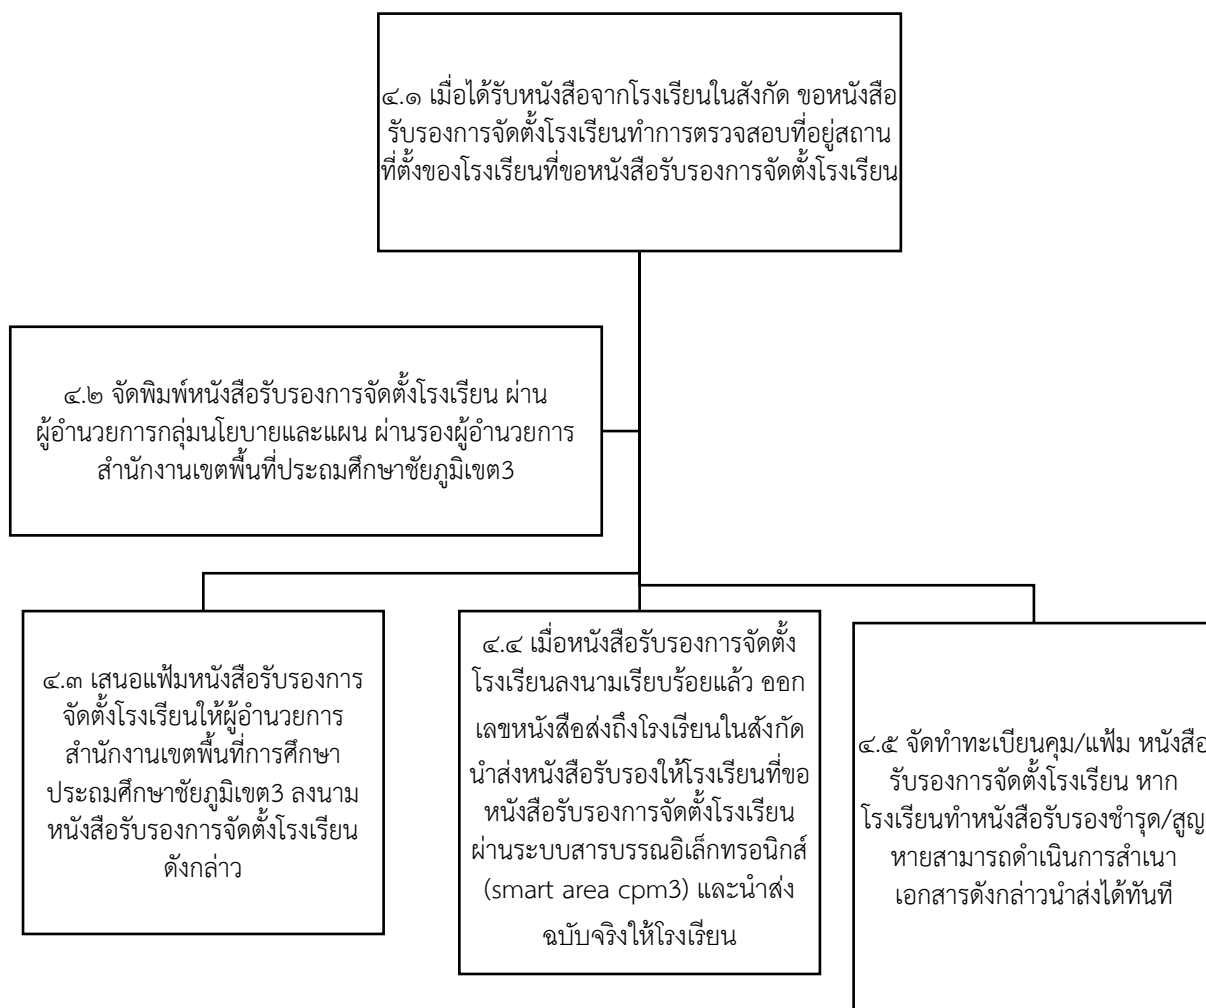 ๔.๑ เมื่อได้รับหนังสือจากโรงเรียนในสังกัด ขอหนังสือ
รับรองการจัดตั้งโรงเรียนทำการตรวจสอบที่อยู่สถาน
ที่ตั้งของโรงเรียนที่ขอหนังสือรับรองการจัดตั้งโรงเรียน
๔.๒ จัดพิมพ์หนังสือรับรองการจัดตั้งโรงเรียน ผ่าน
ผู้อำนวยการกลุ่มนโยบายและแผน ผ่านรองผู้อำนวยการ
สำนักงานเขตพื้นที่ประถมศึกษาชัยภูมิเขต3
๔.๓ เสนอแฟ้มหนังสือรับรองการ
จัดตั้งโรงเรียนให้ผู้อำนวยการ
สำนักงานเขตพื้นที่การศึกษา
ประถมศึกษาชัยภูมิเขต3 ลงนาม
หนังสือรับรองการจัดตั้งโรงเรียน
ดังกล่าว
๔.๔ เมื่อหนังสือรับรองการจัดตั้ง
โรงเรียนลงนามเรียบร้อยแล้ว ออก
เลขหนังสือส่งถึงโรงเรียนในสังกัด
นำส่งหนังสือรับรองให้โรงเรียนที่ขอ
หนังสือรับรองการจัดตั้งโรงเรียน
ผ่านระบบสารบรรณอิเล็กทรอนิกส์
(smart area cpm3) และนำส่ง
ฉบับจริงให้โรงเรียน
๔.๕ จัดทำทะเบียนคุม/แฟ้ม หนังสือ
รับรองการจัดตั้งโรงเรียน หาก
โรงเรียนทำหนังสือรับรองชำรุด/สูญ
หายสามารถดำเนินการสำเนา
เอกสารดังกล่าวนำส่งได้ทันที